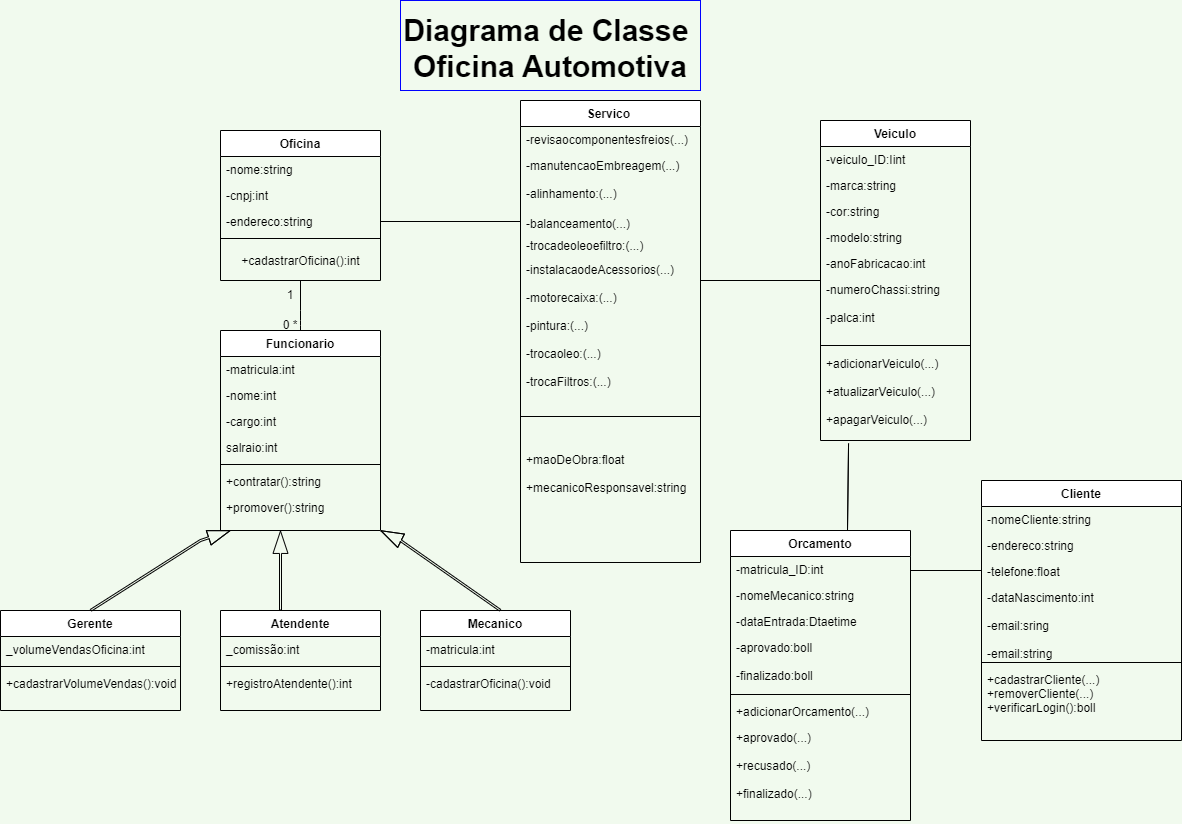 Diagrama de Classe
Oficina Automotiva
Oficina
-nome:string
-cnpj:int
-endereco:string
+cadastrarOficina():int
1
0 *
Funcionario
-matricula:int
-nome:int
-cargo:int
salraio:int
+contratar():string
+promover():string
Gerente
_volumeVendasOficina:int
+cadastrarVolumeVendas():void
Atendente
_comissão:int
+registroAtendente():int
Mecanico
-matricula:int
-cadastrarOficina():void
Servico
-revisaocomponentesfreios(...)
-manutencaoEmbreagem(...)
-alinhamento:(...)
-balanceamento(...)
-trocadeoleoefiltro:(...)
-instalacaodeAcessorios(...)
-motorecaixa:(...)
-pintura:(...)
-trocaoleo:(...)
-trocaFiltros:(...)
+maoDeObra:float
+mecanicoResponsavel:string
Veiculo
-veiculo_ID:Iint
-marca:string
-cor:string
-modelo:string
-anoFabricacao:int
-numeroChassi:string
-palca:int
+adicionarVeiculo(...)
+atualizarVeiculo(...)
+apagarVeiculo(...)
Orcamento
-matricula_ID:int
-nomeMecanico:string
-dataEntrada:Dtaetime
-aprovado:boll
-finalizado:boll
+adicionarOrcamento(...)
+aprovado(...)
+recusado(...)
+finalizado(...)
Cliente
-nomeCliente:string
-endereco:string
-telefone:float
-dataNascimento:int
-email:sring
-email:string
+cadastrarCliente(...)
+removerCliente(...)
+verificarLogin():boll